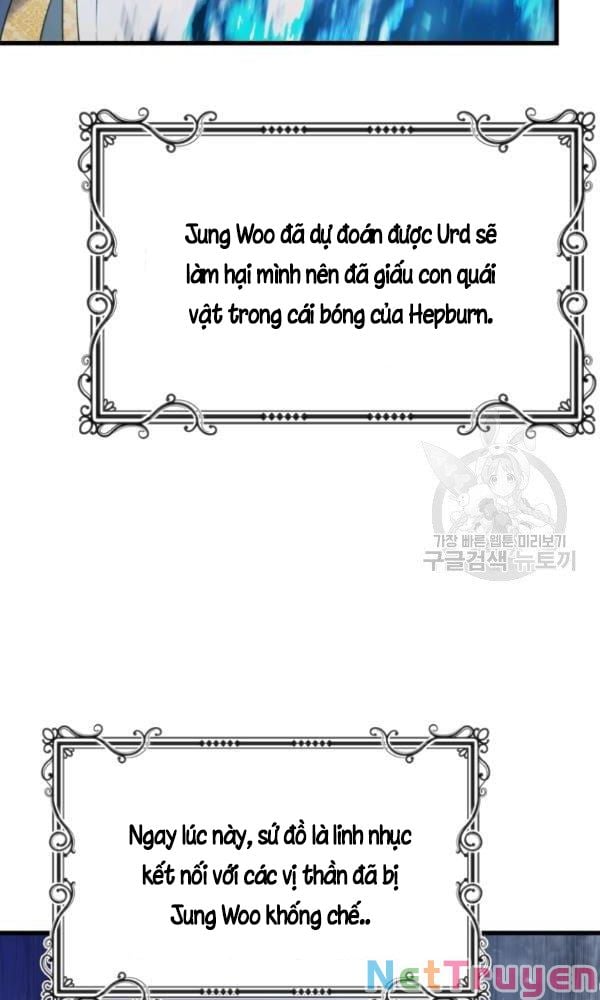 Jung Woo đã dự đoán được Urd sẽ
làm hại mình nên đã giấu con quái
vật trong cái bóng của Hepburn.
가장 빠른 웹툰 미리보기
구글검색 뉴토끼
Ngay lúc này, sứ đồ là linh nhục
kết nối với các vị thần đã bị
Jung Woo khống chế..
NetTruyen